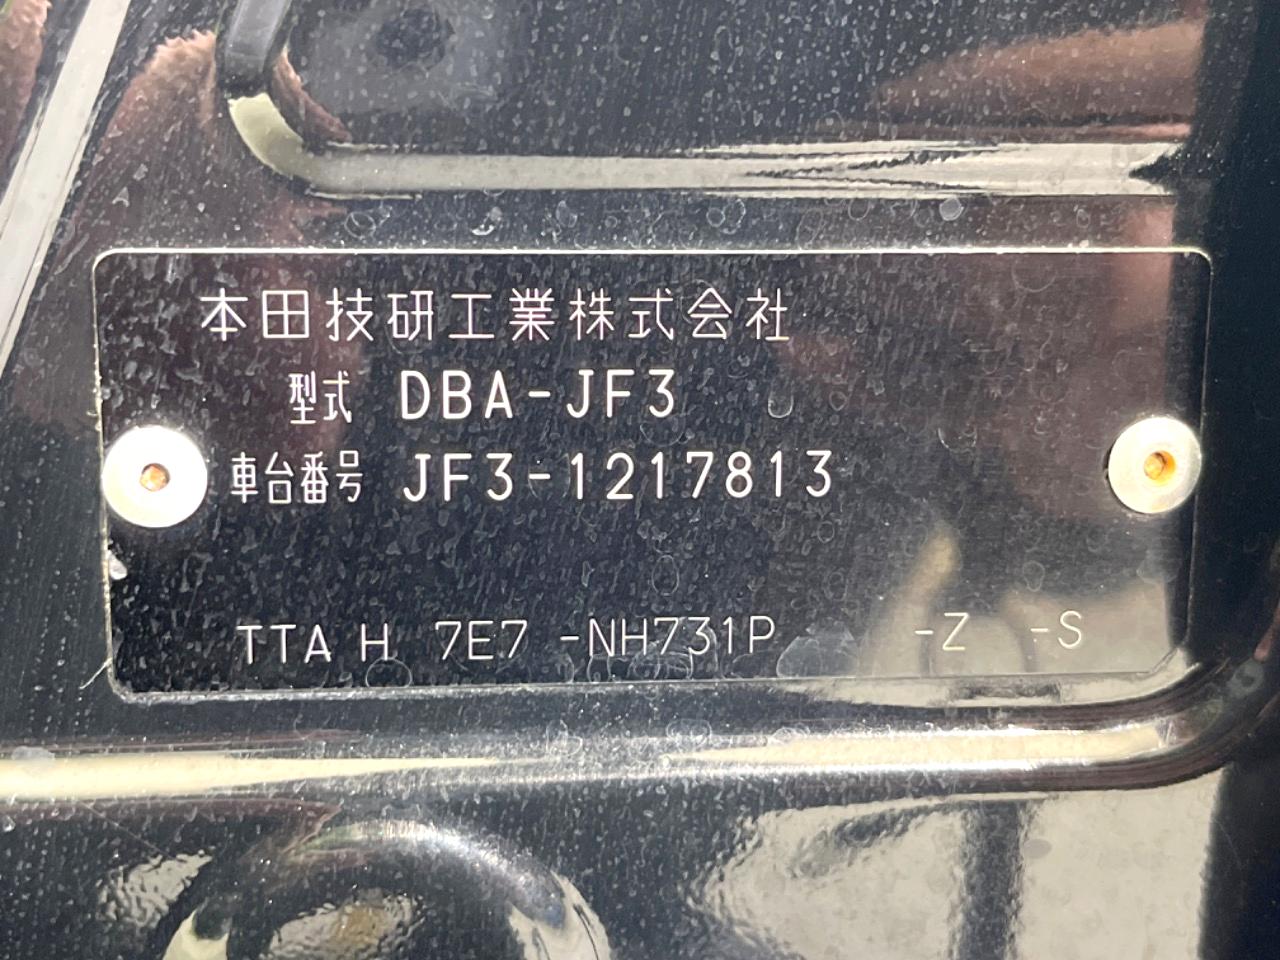 本田技研工業株式会社
型式 DBA-JF3
車台番号 JF3-1217813
TTA H 7E7 -NH731P -Z -S